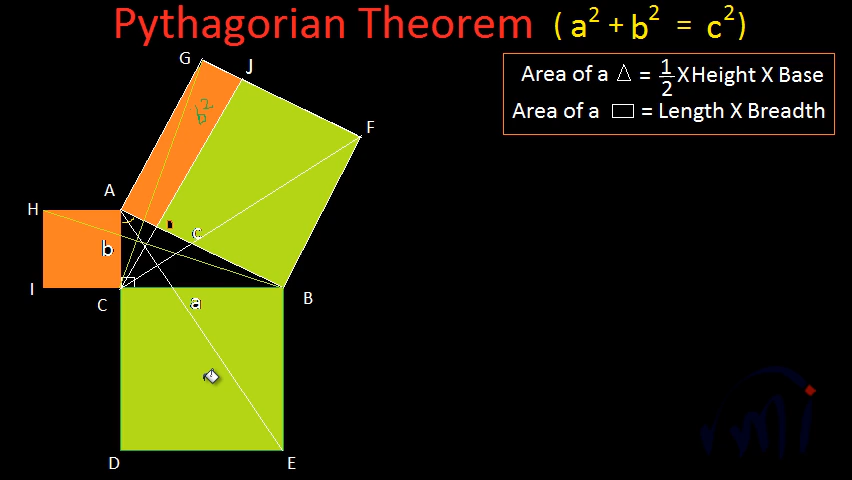 Pythagorian Theorem ( a² + b² = c² )
Area of a △ = 1/2 X Height X Base
Area of a ▭ = Length X Breadth
G
J
b²
F
A
H
C
b
I
C
a
B
D
E